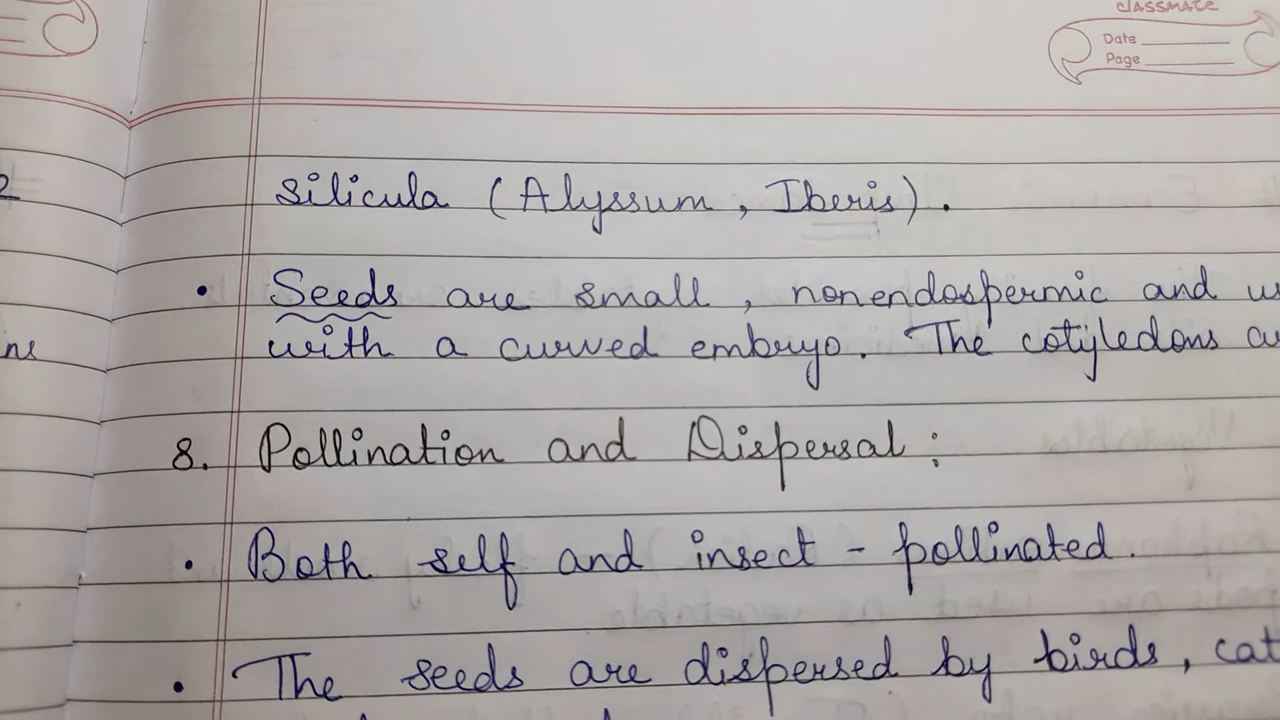 classmate
Date
Page
silicula (Alyssum, Iberis).
• Seeds are small, nonendospermic and
with a curved embryo. The cotyledons
8. Pollination and Dispersal:
• Both self and insect - pollinated.
• The seeds are dispersed by birds, cat